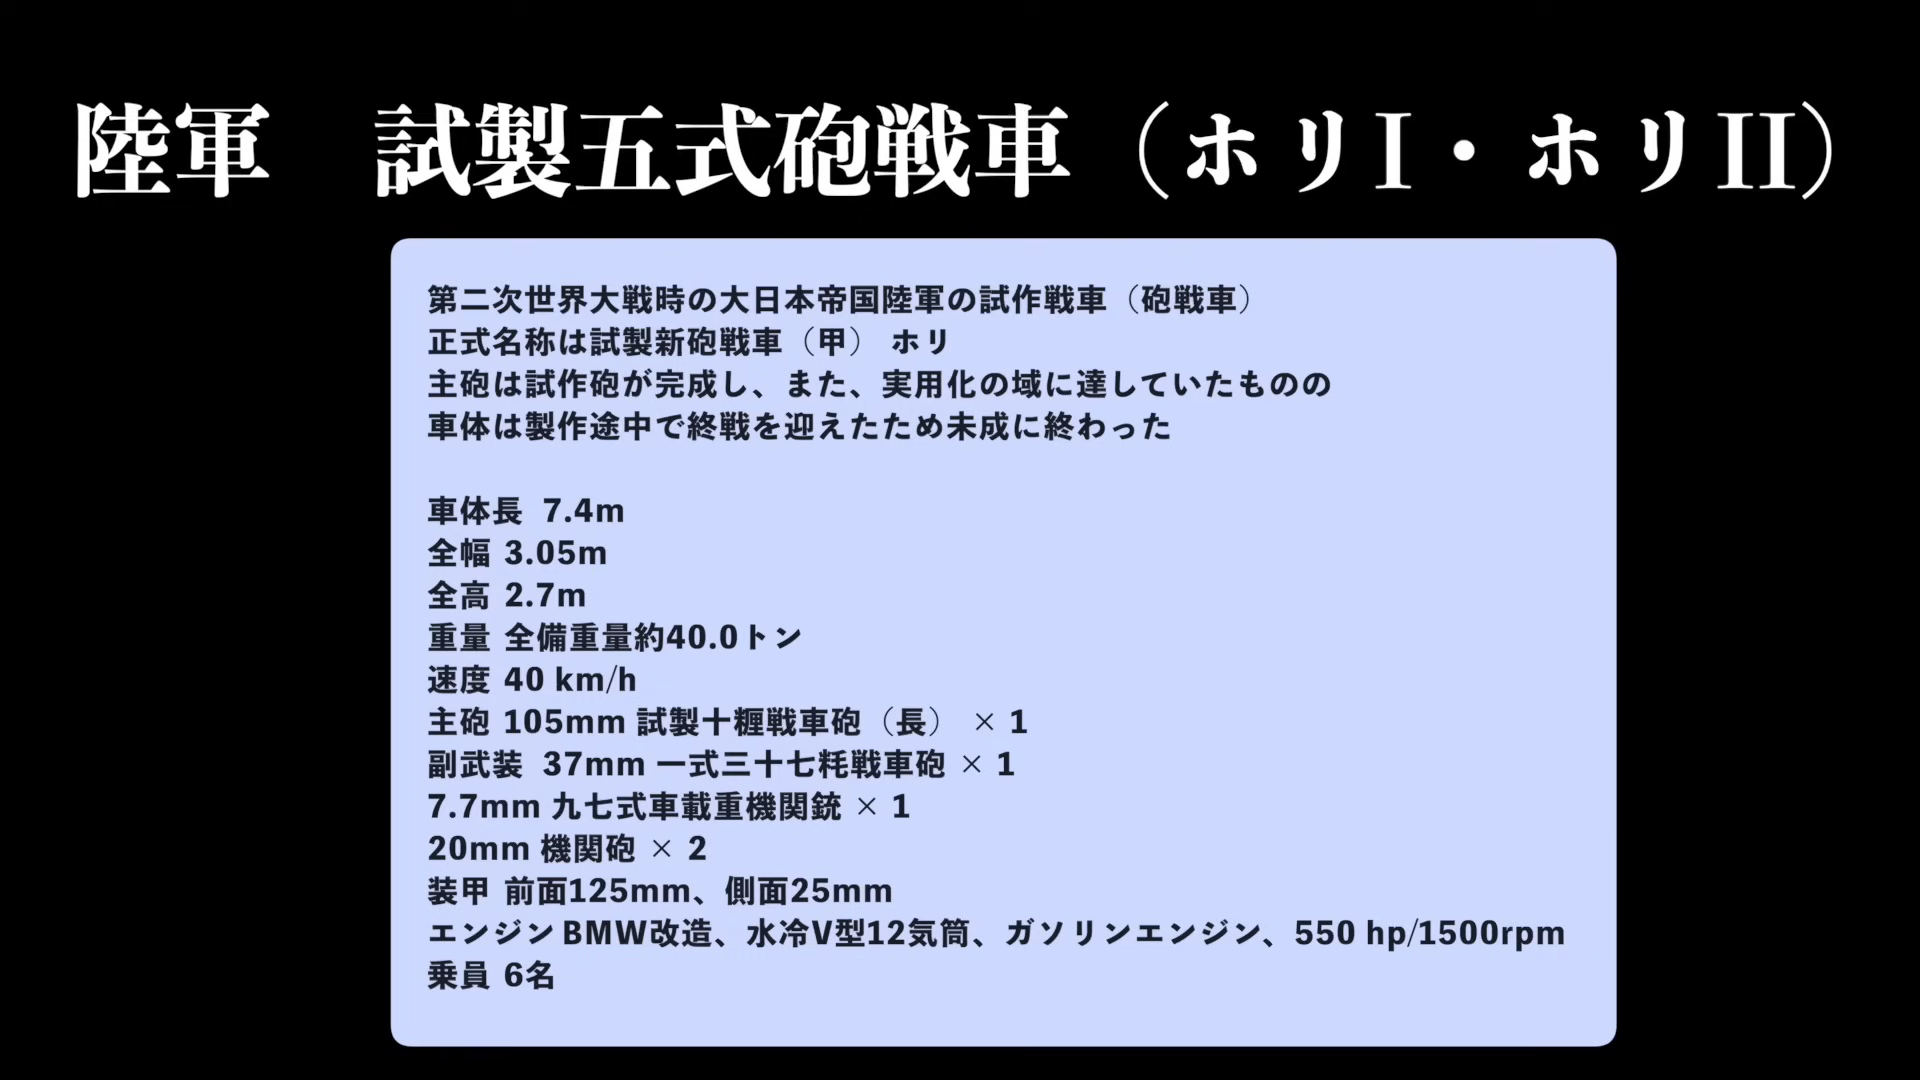 陸軍　試製五式砲戦車（ホリI・ホリII）
第二次世界大戦時の大日本帝国陸軍の試作戦車（砲戦車）
正式名称は試製新砲戦車（甲） ホリ
主砲は試作砲が完成し、また、実用化の域に達していたものの
車体は製作途中で終戦を迎えたため未成に終わった
車体長 7.4m
全幅 3.05m
全高 2.7m
重量 全備重量約40.0トン
速度 40 km/h
主砲 105mm 試製十糎戦車砲（長） × 1
副武装 37mm 一式三十七粍戦車砲 × 1
7.7mm 九七式車載重機関銃 × 1
20mm 機関砲 × 2
装甲 前面125mm、側面25mm
エンジン BMW改造、水冷V型12気筒、ガソリンエンジン、550 hp/1500rpm
乗員 6名